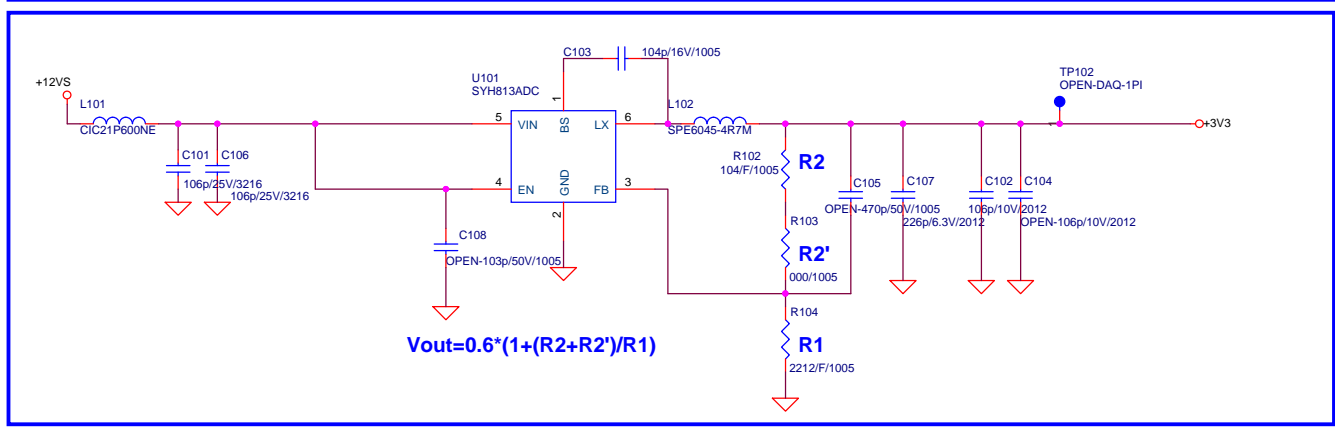 C103
104p/16V/1005
TP102
OPEN-DAQ-1PI
+12VS
L101
CIC21P600NE
U101
SYH813ADC
1
5
VIN
BS
LX
6
L102
SPE6045-4R7M
1
+3V3
C101
106p/25V/3216
C106
106p/25V/3216
4
EN
GND
FB
3
2
R102
104/F/1005
R2
C105
OPEN-470p/50V/1005
C107
226p/6.3V/2012
C102
106p/10V/2012
C104
OPEN-106p/10V/2012
C108
OPEN-103p/50V/1005
R103
R2'
000/1005
R104
R1
2212/F/1005
Vout=0.6*(1+(R2+R2')/R1)